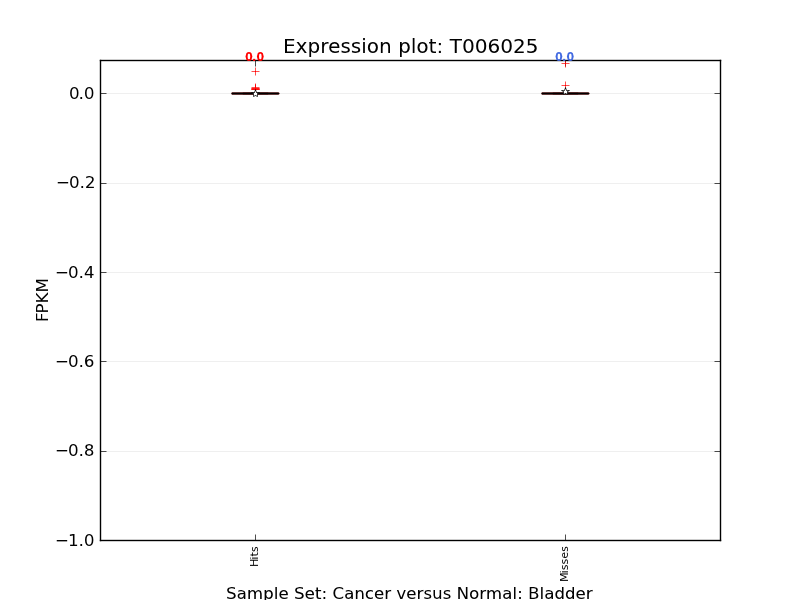 Expression plot: T006025
0.0
0.0
0.0
−0.2
−0.4
−0.6
−0.8
−1.0
FPKM
Hits
Misses
Sample Set: Cancer versus Normal: Bladder